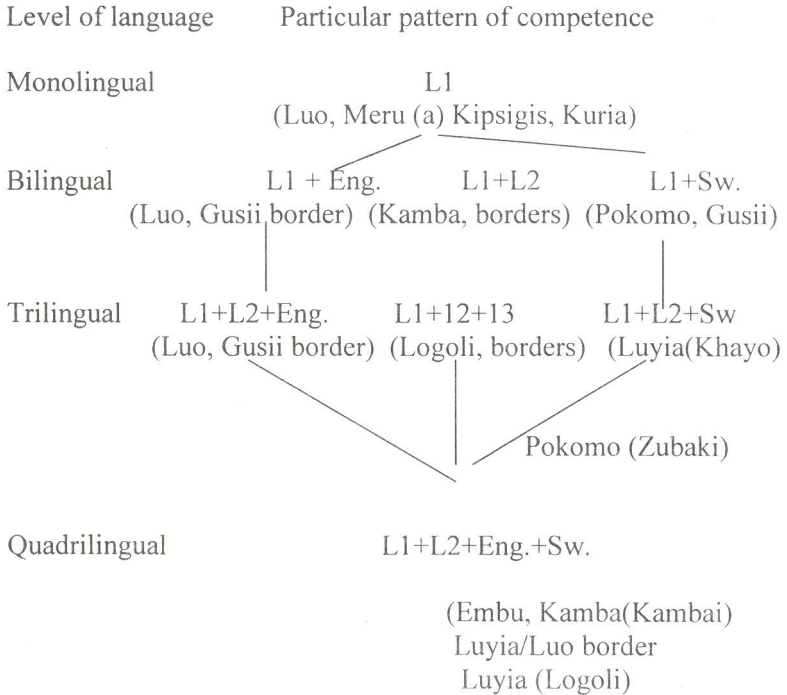 Level of language Particular pattern of competence
Monolingual L1
(Luo, Meru (a) Kipsigis, Kuria)
Bilingual L1 + Eng. L1+L2 L1+Sw.
(Luo, Gusii border) (Kamba, borders) (Pokomo, Gusii)
Trilingual L1+L2+Eng. L1+12+13 L1+L2+Sw
(Luo, Gusii border) (Logoli, borders) (Luyia(Khayo)
Pokomo (Zubaki)
Quadrilingual L1+L2+Eng.+Sw.
(Embu, Kamba(Kambai)
Luyia/Luo border
Luyia (Logoli)